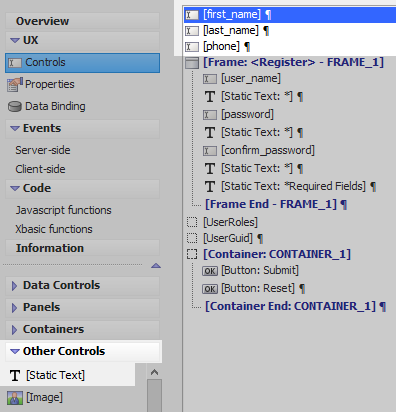 Overview
UX
Controls
Properties
Data Binding
Events
Server-side
Client-side
Code
Javascript functions
Xbasic functions
Information
Data Controls
Panels
Containers
Other Controls
T [Static Text]
[Image]
[first_name] ¶
[last_name] ¶
[phone] ¶
[Frame: <Register> - FRAME_1]
[user_name]
T [Static Text: *] ¶
[password]
T [Static Text: *] ¶
[confirm_password]
T [Static Text: *] ¶
T [Static Text: *Required Fields] ¶
[Frame End - FRAME_1] ¶
[UserRoles]
[UserGuid] ¶
[Container: CONTAINER_1]
OK [Button: Submit]
OK [Button: Reset] ¶
[Container End: CONTAINER_1] ¶